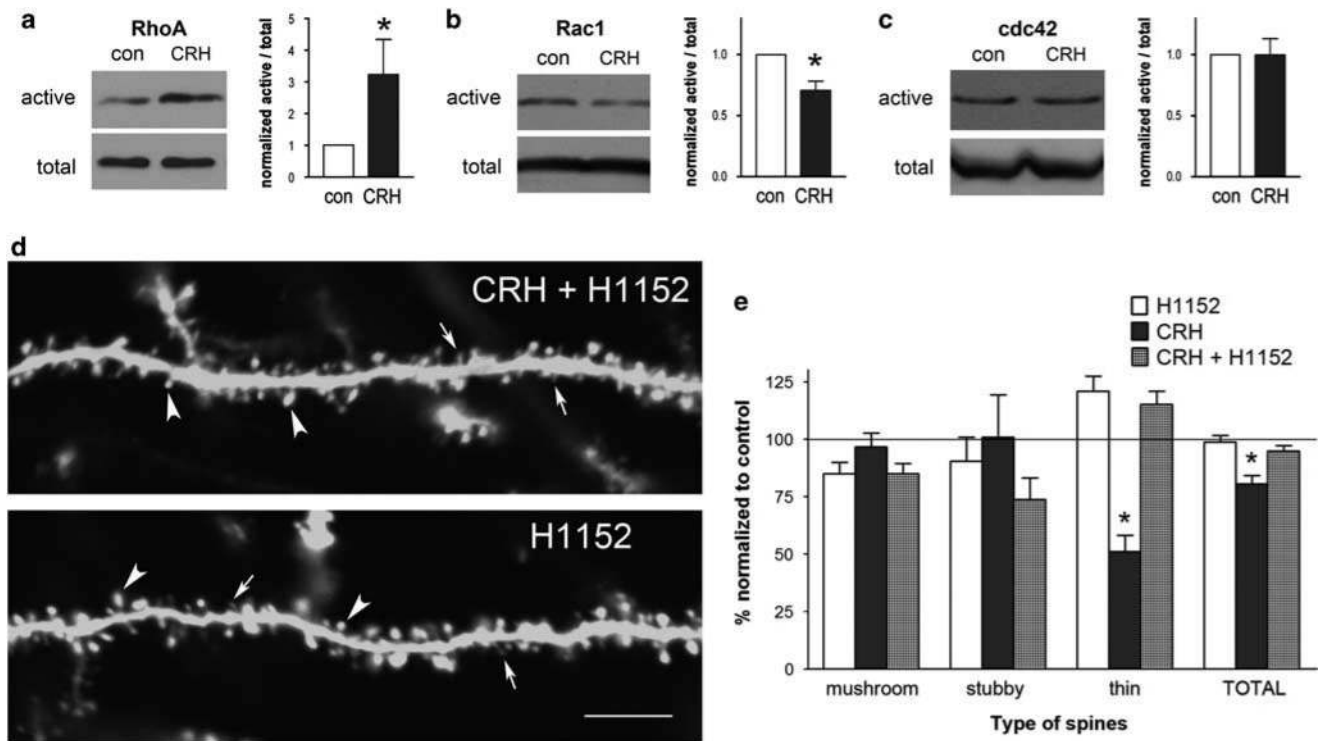 a
RhoA
con CRH
active
total
normalized active / total
5
4
3
2
1
0
*
con CRH
b
Rac1
con CRH
active
total
normalized active / total
1.0
0.5
0.0
*
con CRH
c
cdc42
con CRH
active
total
normalized active / total
1.0
0.5
0.0
con CRH
d
CRH + H1152
H1152
e
H1152
CRH
CRH + H1152
% normalized to control
125
100
75
50
25
0
*
*
mushroom stubby thin TOTAL
Type of spines